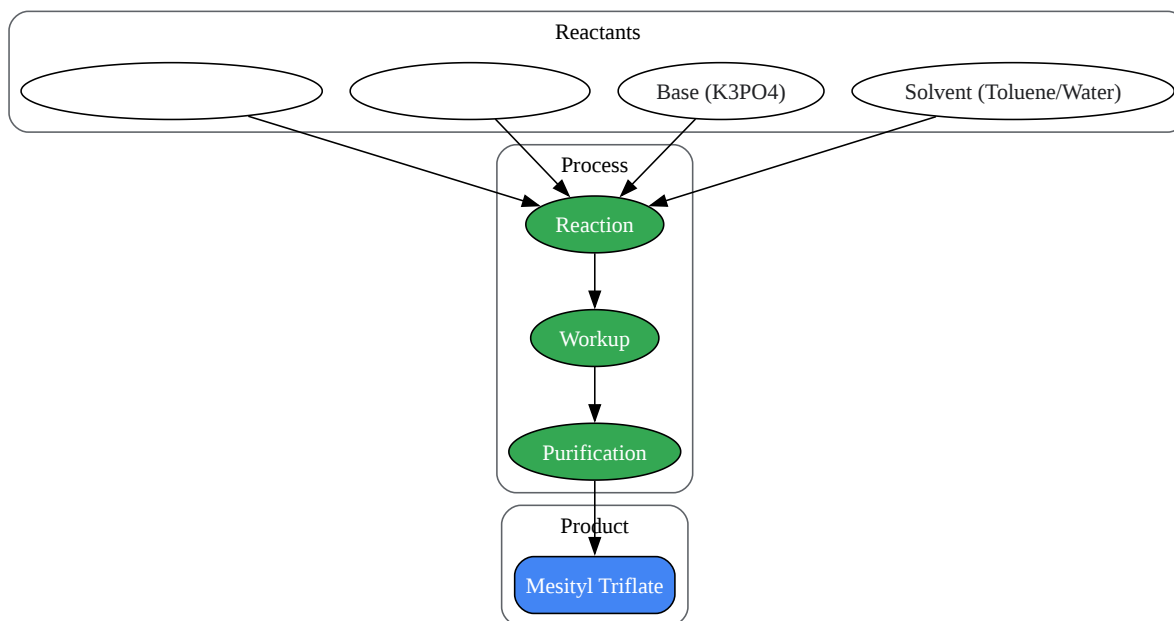 Reactants
Base (K3PO4)
Solvent (Toluene/Water)
Process
Reaction
Workup
Purification
Product
Mesityl Triflate